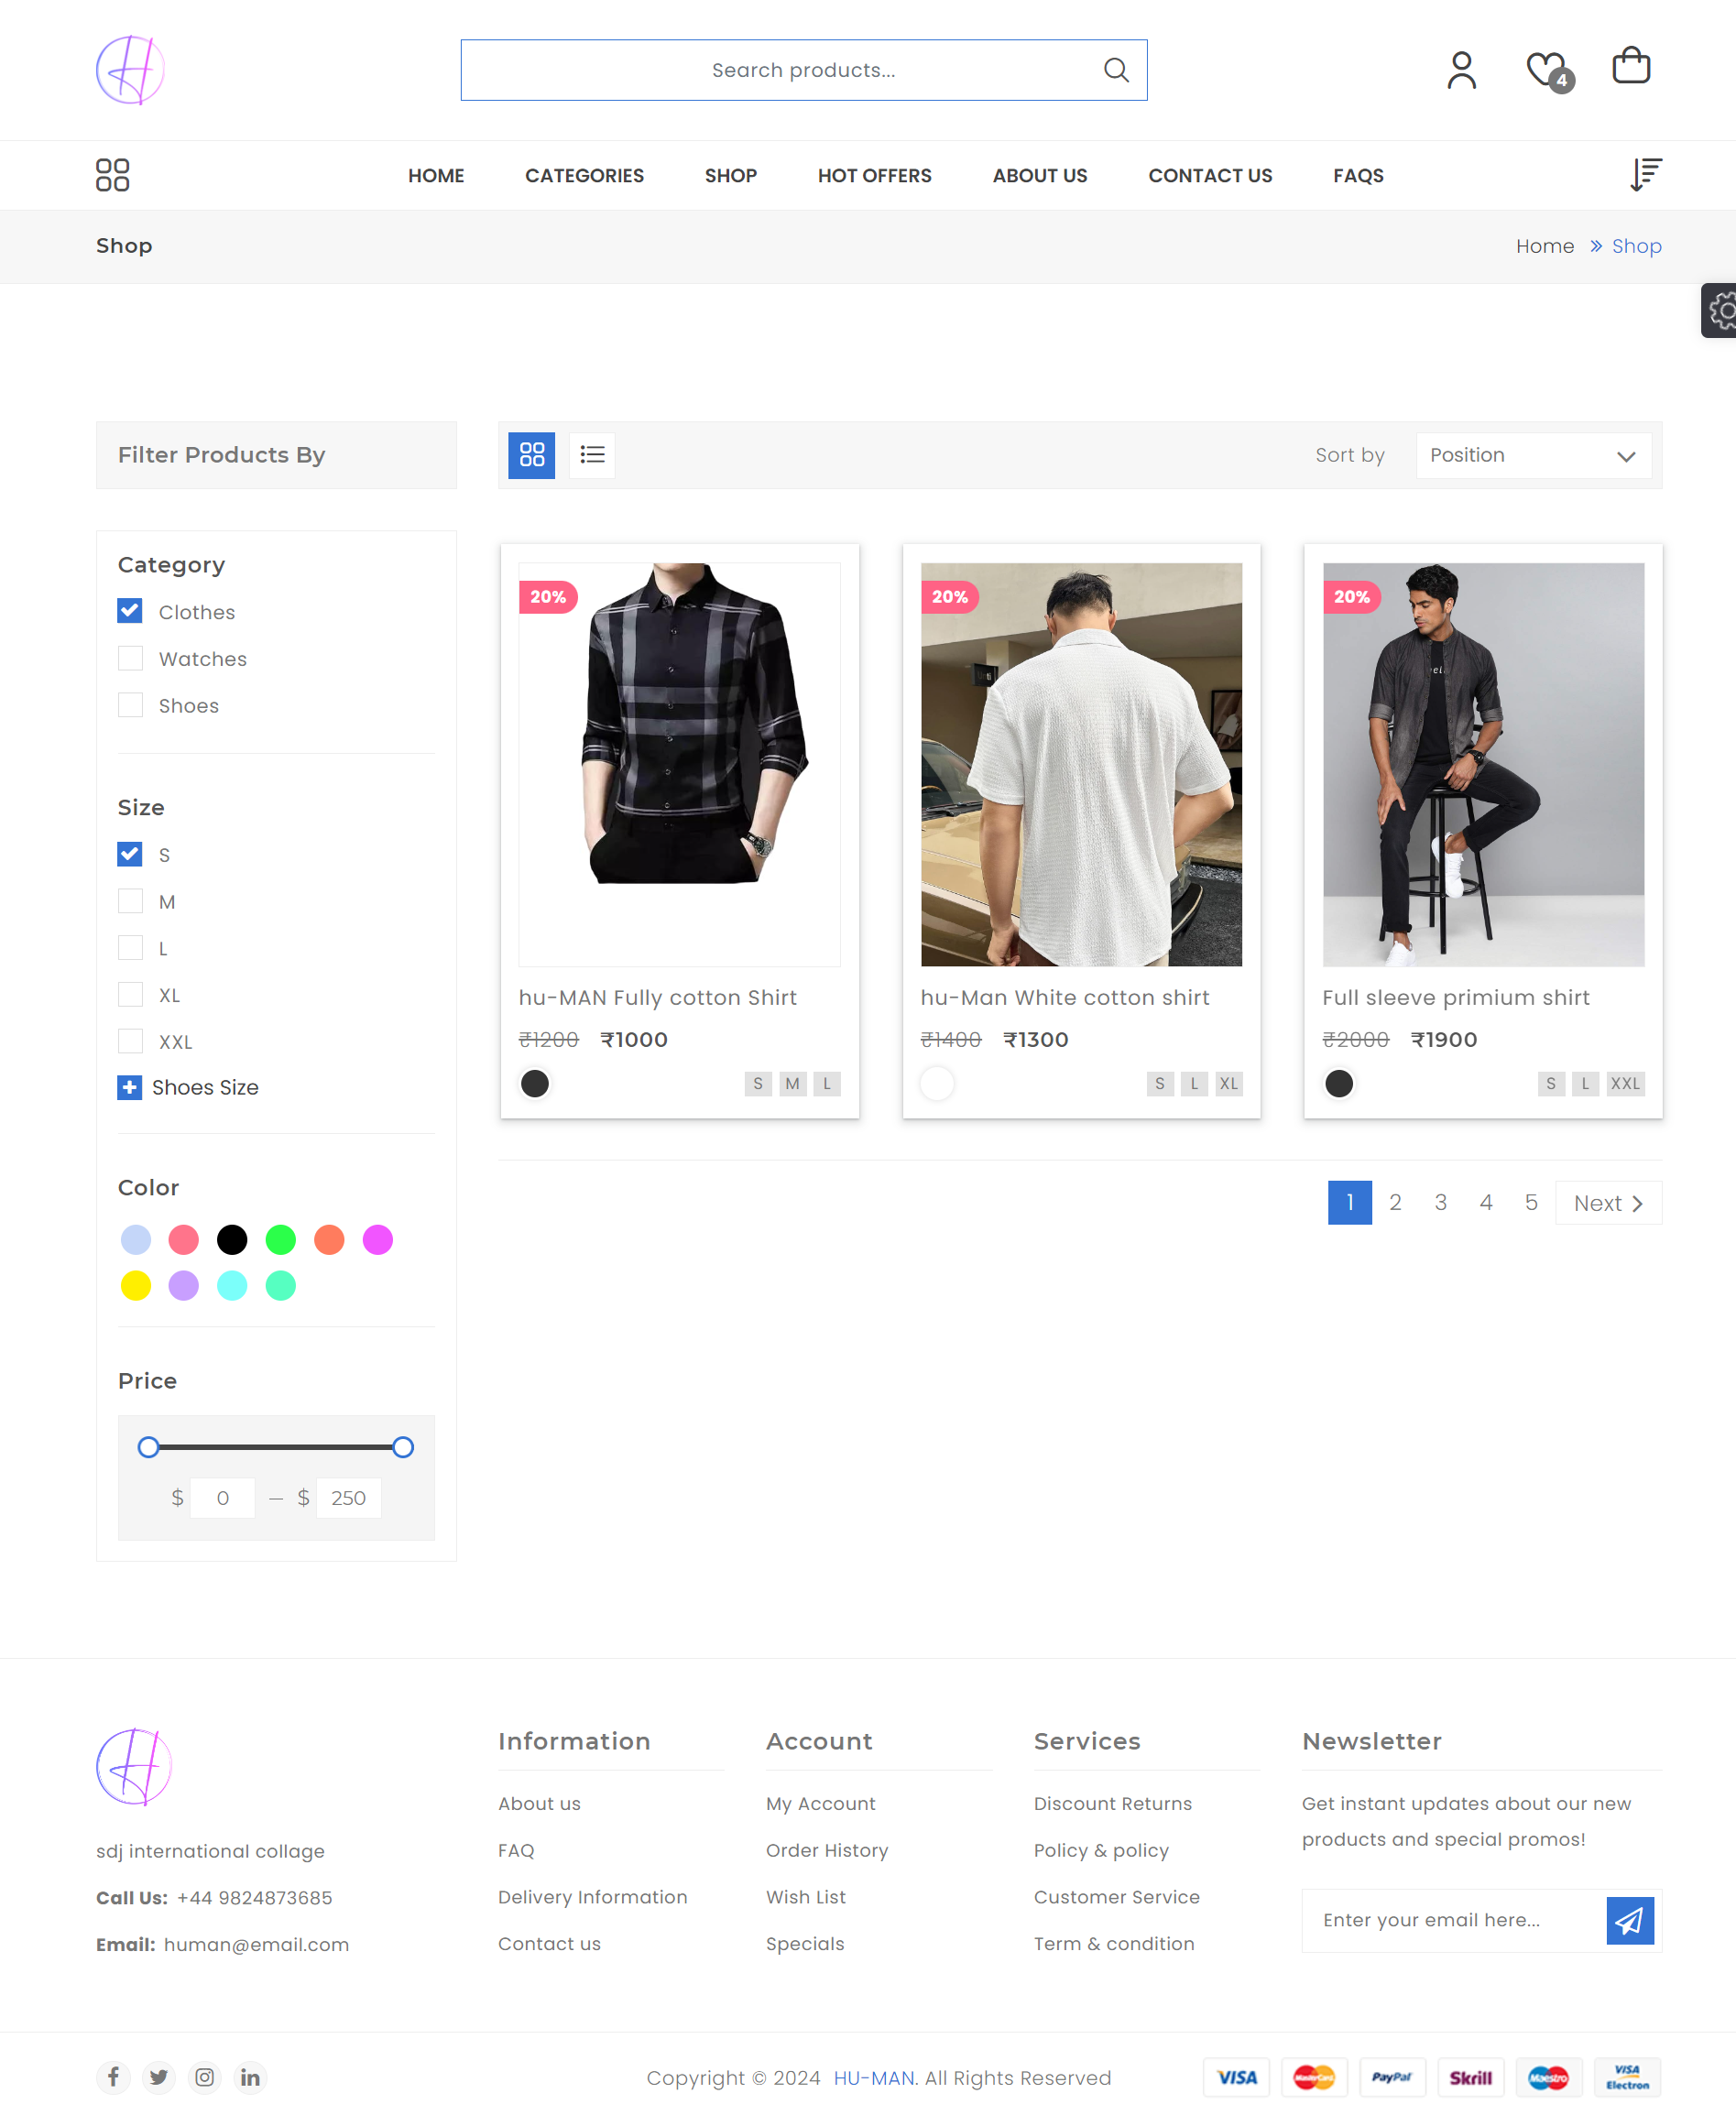 Search products...
4
HOME CATEGORIES SHOP HOT OFFERS ABOUT US CONTACT US FAQS
Shop
Home » Shop
Filter Products By
Sort by Position
Category
Clothes
Watches
Shoes
Size
S
M
L
XL
XXL
Shoes Size
Color
Price
$ 0 – $ 250
20%
hu-MAN Fully cotton Shirt
₹1200 ₹1000
S M L
20%
hu-Man White cotton shirt
₹1400 ₹1300
S L XL
20%
Full sleeve primium shirt
₹2000 ₹1900
S L XXL
1 2 3 4 5 Next
sdj international collage
Call Us: +44 9824873685
Email: human@email.com
Information
About us
FAQ
Delivery Information
Contact us
Account
My Account
Order History
Wish List
Specials
Services
Discount Returns
Policy & policy
Customer Service
Term & condition
Newsletter
Get instant updates about our new
products and special promos!
Enter your email here...
Copyright © 2024 HU-MAN. All Rights Reserved
VISA MasterCard PayPal Skrill Maestro VISA Electron